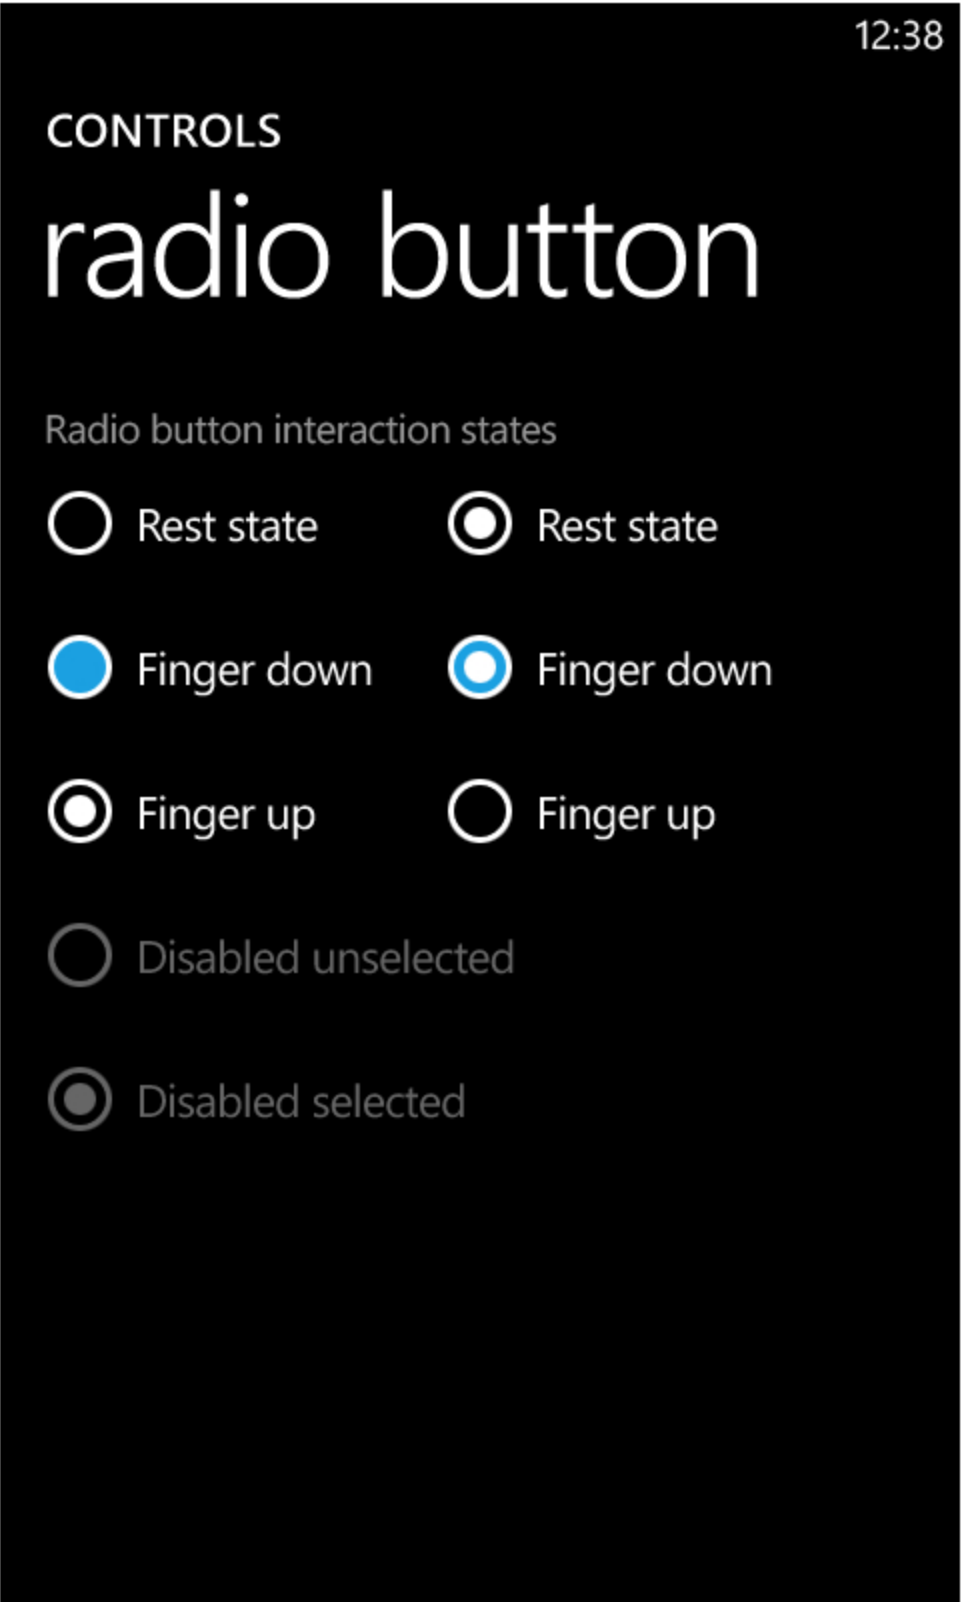 12:38
CONTROLS
radio button
Radio button interaction states
Rest state Rest state
Finger down Finger down
Finger up Finger up
Disabled unselected
Disabled selected